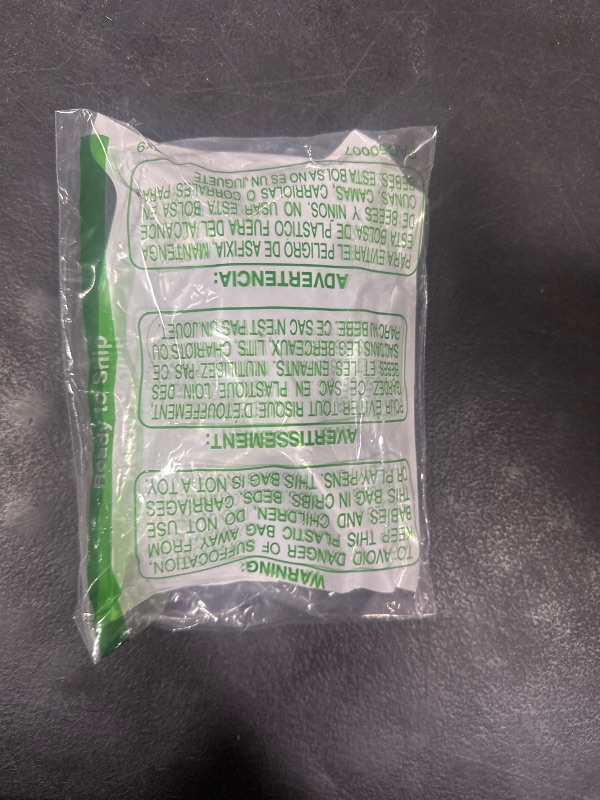 WARNING:
TO AVOID DANGER OF SUFFOCATION,
KEEP THIS PLASTIC BAG AWAY FROM
BABIES AND CHILDREN. DO NOT USE
THIS BAG IN CRIBS, BEDS, CARRIAGES
OR PLAY PENS. THIS BAG IS NOT A TOY.
AVERTISSEMENT:
POUR EVITER TOUT RISQUE D'ÉTOUFFEMENT,
GARDEZ CE SAC EN PLASTIQUE LOIN DES
BEBES ET LES ENFANTS. N'UTILISEZ PAS CE
SAC DANS LES BERCEAUX, LITS, CHARIOTS OU
PARC AU BEBE. CE SAC N'EST PAS UN JOUET.
ADVERTENCIA:
PARA EVITAR EL PELIGRO DE ASFIXIA, MANTENGA
ESTA BOLSA DE PLASTICO FUERA DEL ALCANCE
DE BEBES Y NINOS. NO USAR ESTA BOLSA EN
CUNAS, CAMAS, CARRIOLAS O CORRALES PARA
BEBES. ESTA BOLSA NO ES UN JUGUETE.
Ready to Ship